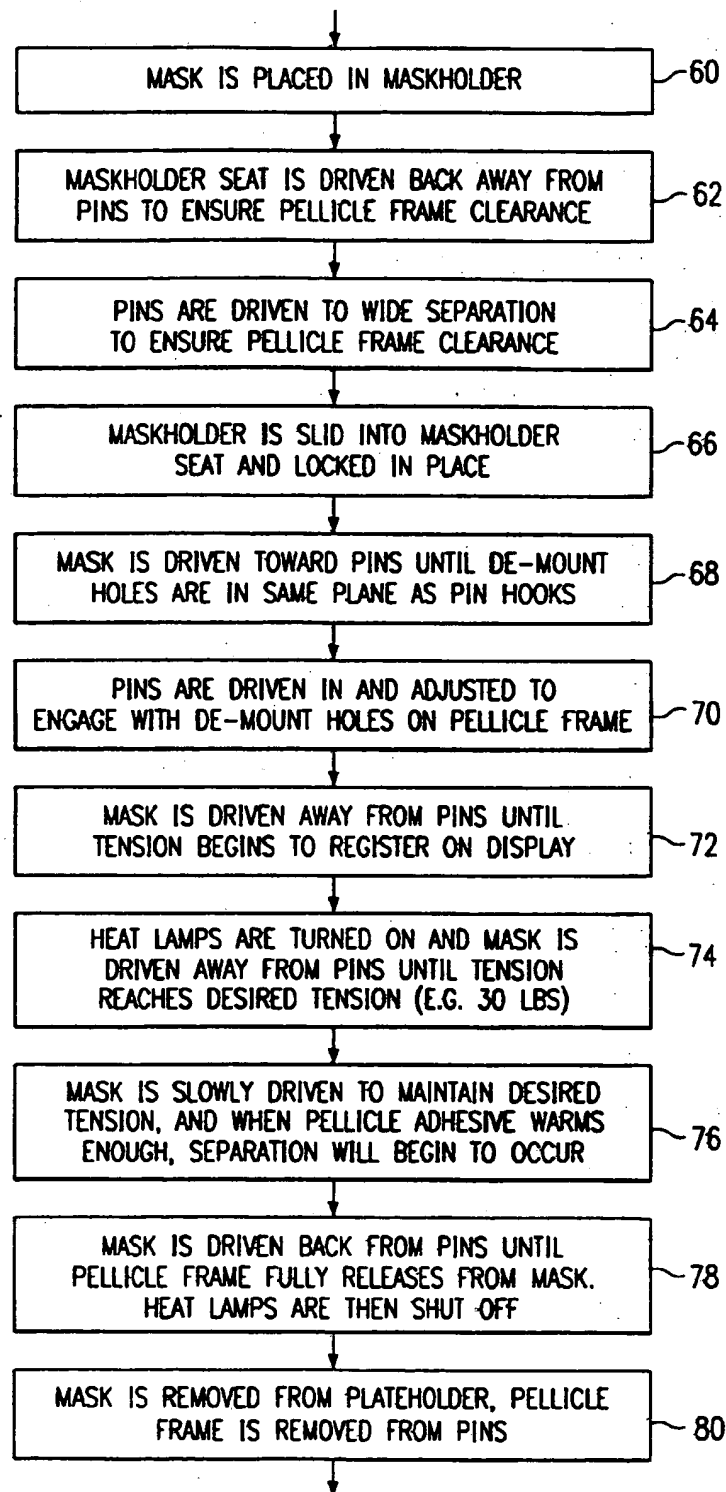 MASK IS PLACED IN MASKHOLDER
60
MASKHOLDER SEAT IS DRIVEN BACK AWAY FROM
PINS TO ENSURE PELLICLE FRAME CLEARANCE
62
PINS ARE DRIVEN TO WIDE SEPARATION
TO ENSURE PELLICLE FRAME CLEARANCE
64
MASKHOLDER IS SLID INTO MASKHOLDER
SEAT AND LOCKED IN PLACE
66
MASK IS DRIVEN TOWARD PINS UNTIL DE-MOUNT
HOLES ARE IN SAME PLANE AS PIN HOOKS
68
PINS ARE DRIVEN IN AND ADJUSTED TO
ENGAGE WITH DE-MOUNT HOLES ON PELLICLE FRAME
70
MASK IS DRIVEN AWAY FROM PINS UNTIL
TENSION BEGINS TO REGISTER ON DISPLAY
72
HEAT LAMPS ARE TURNED ON AND MASK IS
DRIVEN AWAY FROM PINS UNTIL TENSION
REACHES DESIRED TENSION (E.G. 30 LBS)
74
MASK IS SLOWLY DRIVEN TO MAINTAIN DESIRED
TENSION, AND WHEN PELLICLE ADHESIVE WARMS
ENOUGH, SEPARATION WILL BEGIN TO OCCUR
76
MASK IS DRIVEN BACK FROM PINS UNTIL
PELLICLE FRAME FULLY RELEASES FROM MASK.
HEAT LAMPS ARE THEN SHUT OFF
78
MASK IS REMOVED FROM PLATEHOLDER, PELLICLE
FRAME IS REMOVED FROM PINS
80